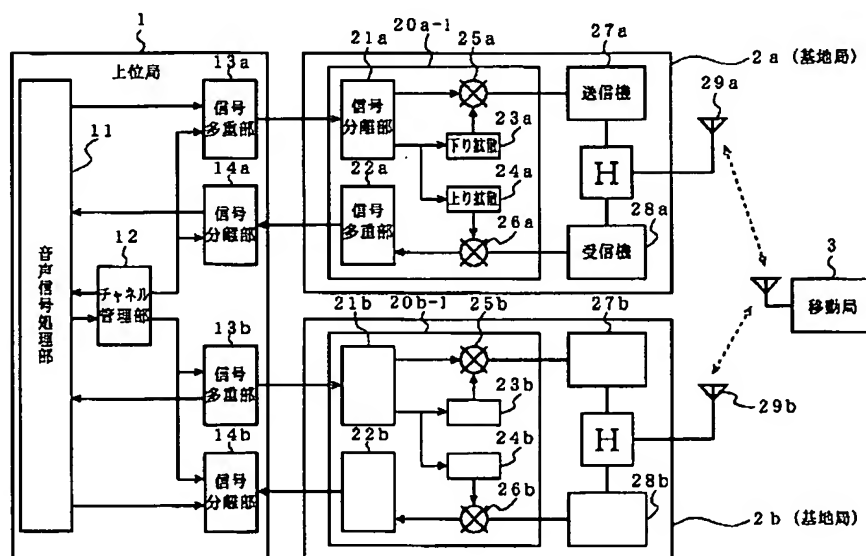 1
上位局
11
音声信号処理部
12
チャネル
管理部
13a
信号
多重部
14a
信号
分離部
13b
信号
多重部
14b
信号
分離部
20a-1
21a
信号
分離部
22a
信号
多重部
25a
下り拡散
23a
上り拡散
24a
26a
27a
送信機
H
28a
受信機
2a (基地局)
29a
20b-1
21b
22b
25b
23b
24b
26b
27b
H
28b
2b (基地局)
29b
3
移動局